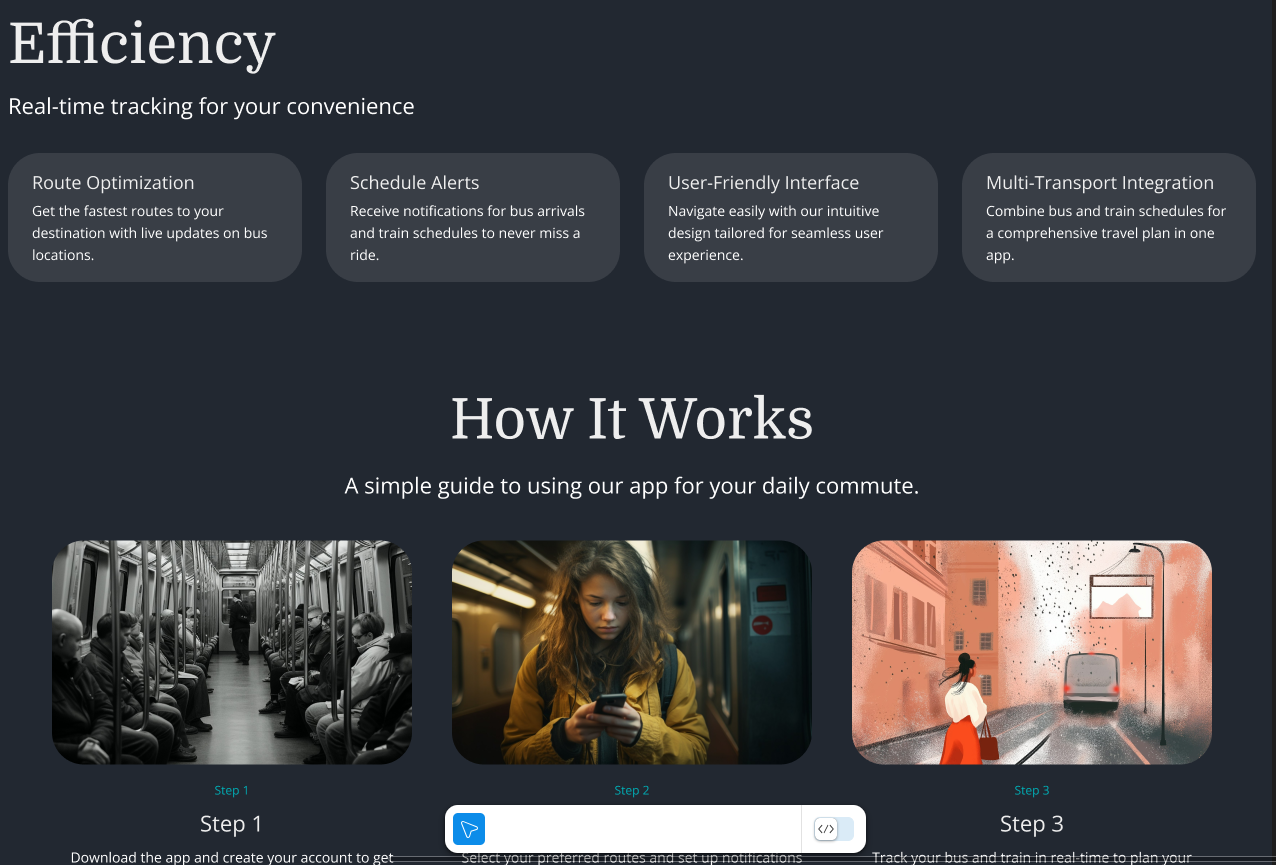 Efficiency
Real-time tracking for your convenience
Route Optimization
Get the fastest routes to your
destination with live updates on bus
locations.
Schedule Alerts
Receive notifications for bus arrivals
and train schedules to never miss a
ride.
User-Friendly Interface
Navigate easily with our intuitive
design tailored for seamless user
experience.
Multi-Transport Integration
Combine bus and train schedules for
a comprehensive travel plan in one
app.
How It Works
A simple guide to using our app for your daily commute.
Step 1
Step 1
Download the app and create your account to get
Step 2
Select your preferred routes and set up notifications
Step 3
Step 3
Track your bus and train in real-time to plan your